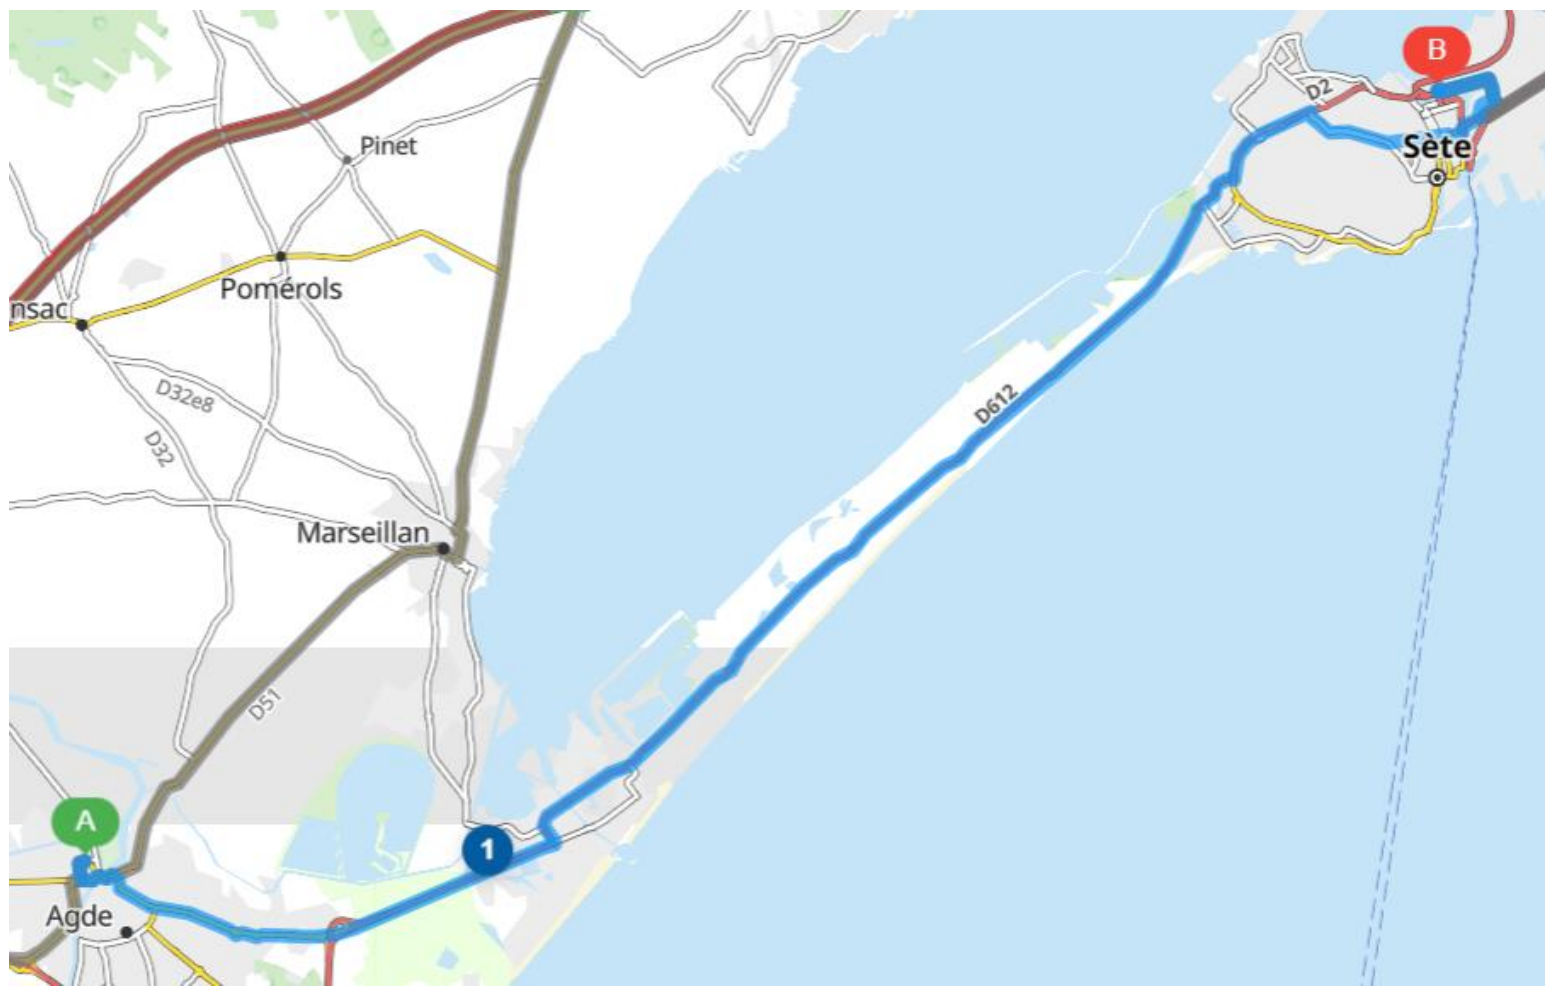 B
D2
Pinet
Sète
Pomérols
nsac
D32e8
D612
D32
Marseillan
D51
A
1
Agde